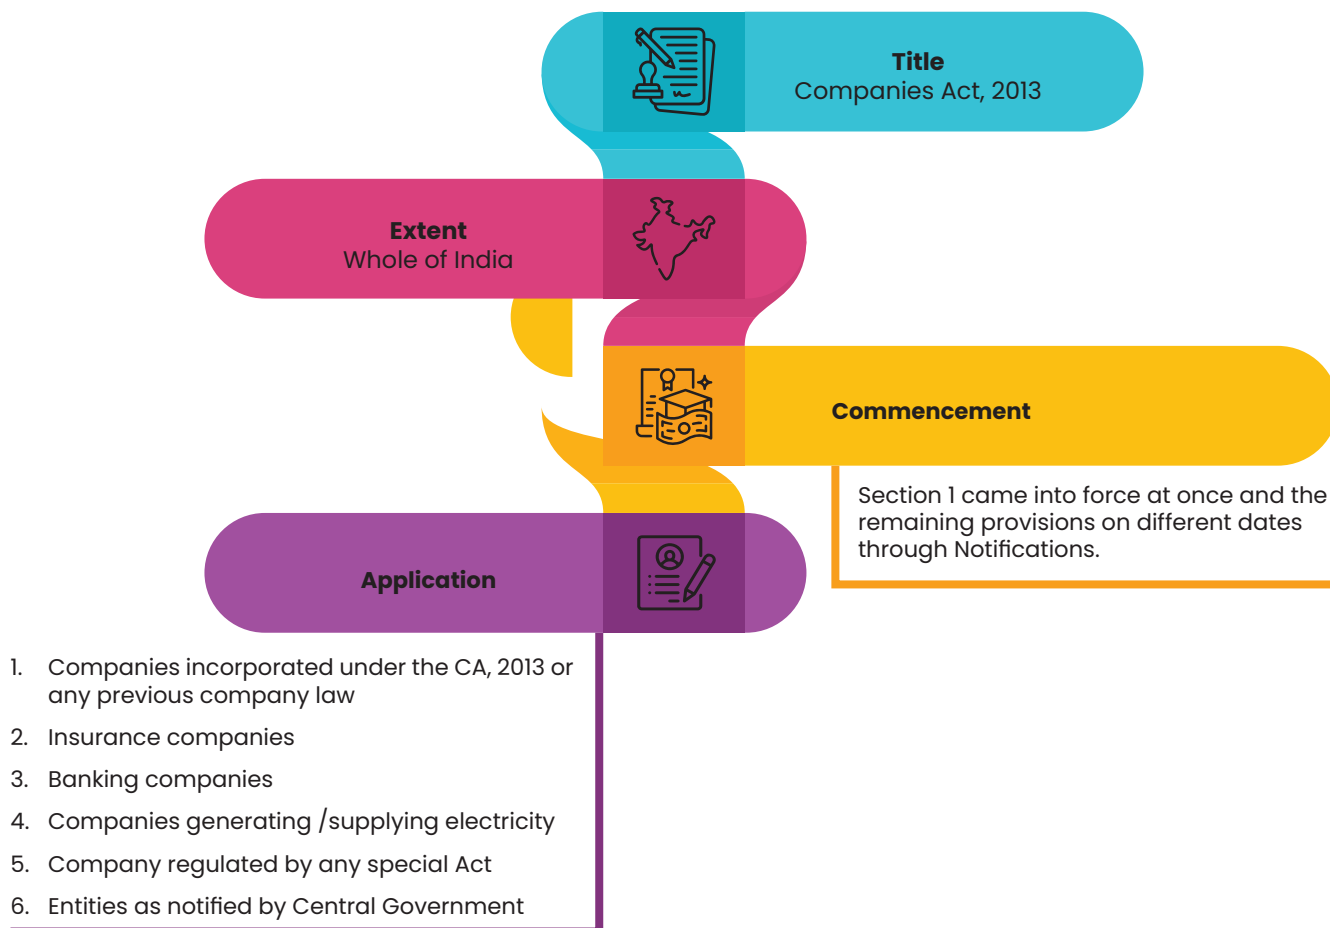 Title
Companies Act, 2013
Extent
Whole of India
Commencement
Section 1 came into force at once and the
remaining provisions on different dates
through Notifications.
Application
1. Companies incorporated under the CA, 2013 or
any previous company law
2. Insurance companies
3. Banking companies
4. Companies generating /supplying electricity
5. Company regulated by any special Act
6. Entities as notified by Central Government